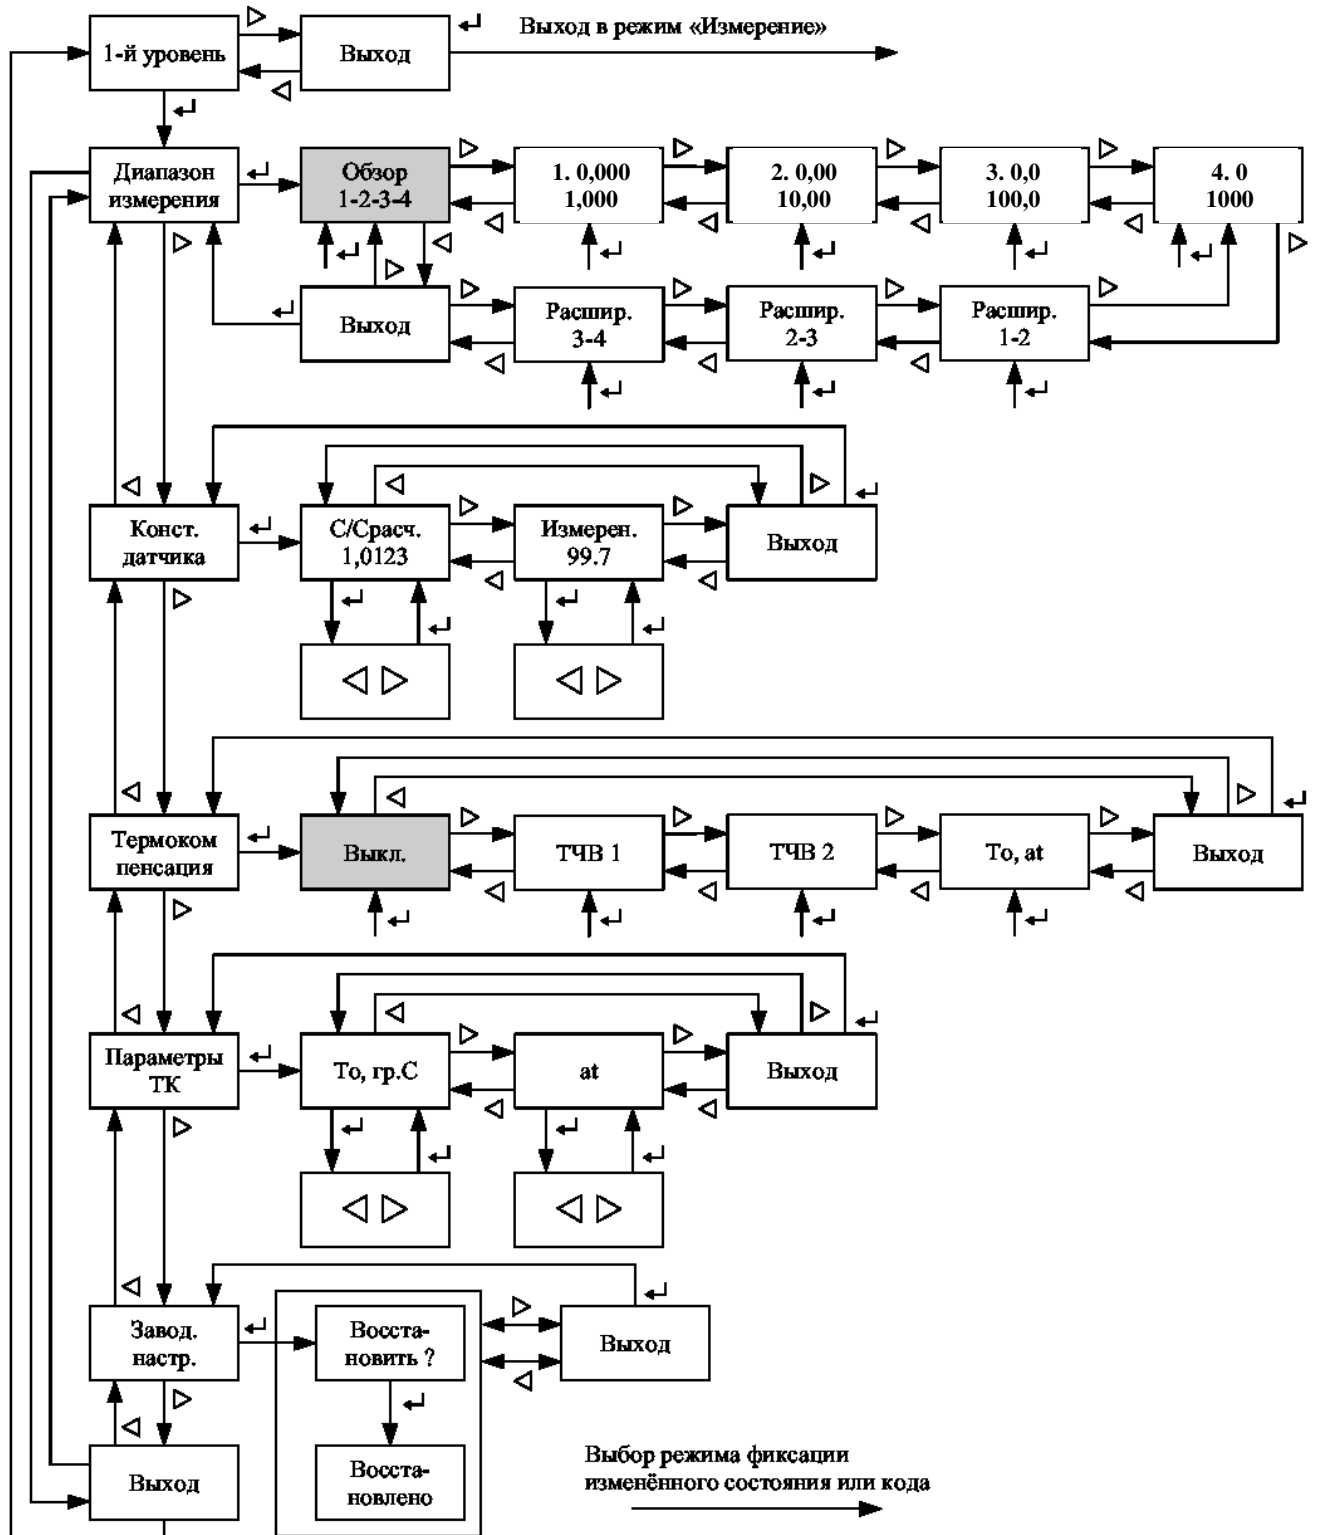 Выход в режим «Измерение»
1-й уровень
Выход
Диапазон
измерения
Обзор
1-2-3-4
1. 0,000
1,000
2. 0,00
10,00
3. 0,0
100,0
4. 0
1000
Выход
Расшир.
3-4
Расшир.
2-3
Расшир.
1-2
Конст.
датчика
С/Срасч.
1,0123
Измерен.
99.7
Выход
Термоком
пенсация
Выкл.
ТЧВ 1
ТЧВ 2
То, at
Выход
Параметры
ТК
То, гр.С
at
Выход
Завод.
настр.
Восста-
новить ?
Выход
Выход
Восста-
новлено
Выбор режима фиксации
изменённого состояния или кода